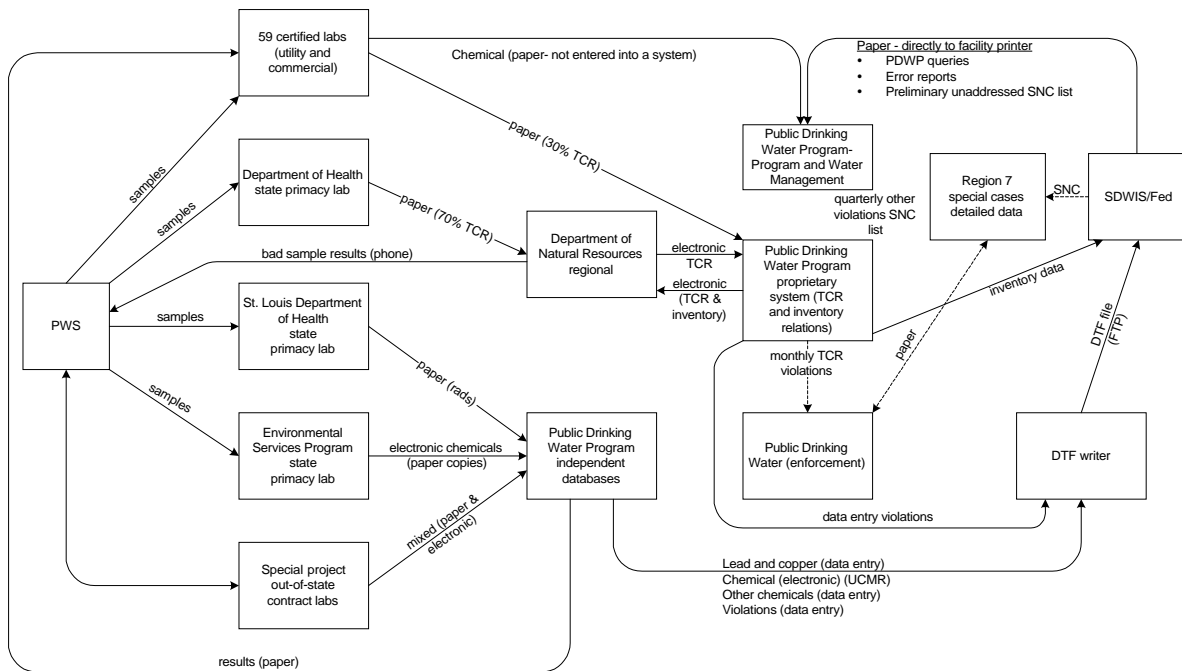 59 certified labs
(utility and
commercial)
Chemical (paper- not entered into a system)
Paper - directly to facility printer
• PDWP queries
• Error reports
• Preliminary unaddressed SNC list
samples
paper (30% TCR)
Department of Health
state primacy lab
samples
paper (70% TCR)
Public Drinking
Water Program-
Program and Water
Management
quarterly other
violations SNC
list
Region 7
special cases
detailed data
SNC
SDWIS/Fed
bad sample results (phone)
Department of
Natural Resources
regional
electronic
TCR
electronic
(TCR &
inventory)
Public Drinking
Water Program
proprietary
system (TCR
and inventory
relations)
inventory data
PWS
samples
St. Louis Department
of Health
state
primacy lab
paper (rads)
monthly TCR
violations
paper
DTF file
(FTP)
samples
Environmental
Services Program
state
primacy lab
electronic chemicals
(paper copies)
Public Drinking
Water Program
independent
databases
Public Drinking
Water (enforcement)
DTF writer
mixed (paper &
electronic)
data entry violations
Special project
out-of-state
contract labs
Lead and copper (data entry)
Chemical (electronic) (UCMR)
Other chemicals (data entry)
Violations (data entry)
results (paper)